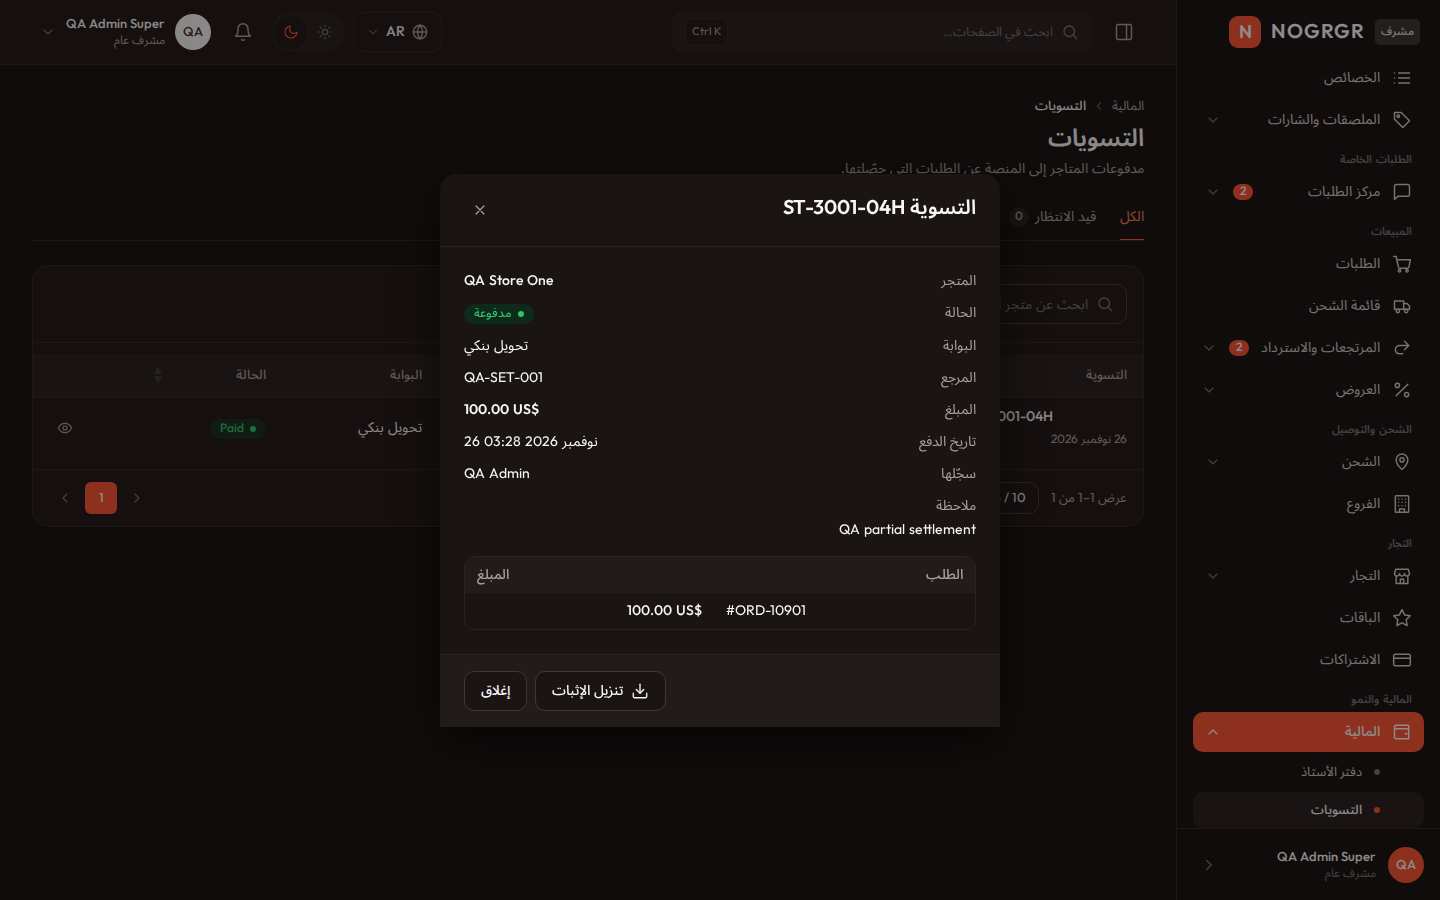 مشرف
NOGRGR
N
الخصائص
الملصقات والشارات
الطلبات الخاصة
مركز الطلبات
2
المبيعات
الطلبات
قائمة الشحن
المرتجعات والاسترداد
2
العروض
الشحن والتوصيل
الشحن
الفروع
التجار
التجار
الباقات
الاشتراكات
المالية والنمو
المالية
دفتر الأستاذ
التسويات
QA
QA Admin Super
مشرف عام
ابحث في الصفحات...
Ctrl K
AR
QA
QA Admin Super
مشرف عام
المالية
التسويات
التسويات
مدفوعات المتاجر إلى المنصة عن الطلبات التي حصّلتها.
الكل
قيد الانتظار 0
ابحث عن متجر
التسوية
البوابة
الحالة
001-04H
26 نوفمبر 2026
تحويل بنكي
Paid
عرض 1–1 من 1
10 /
1
التسوية ST-3001-04H
المتجر
QA Store One
الحالة
مدفوعة
البوابة
تحويل بنكي
المرجع
QA-SET-001
المبلغ
100.00 US$
تاريخ الدفع
26 نوفمبر 2026 03:28
سجّلها
QA Admin
ملاحظة
QA partial settlement
الطلب
المبلغ
#ORD-10901
100.00 US$
تنزيل الإثبات
إغلاق